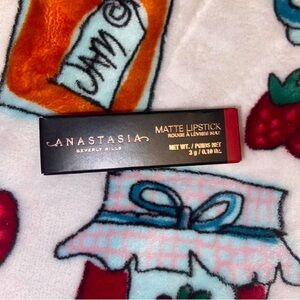 JAM
ANASTASIA
BEVERLY HILLS
MATTE LIPSTICK
ROUGE À LÈVRES MAT
NET WT. / POIDS NET
3 g / 0.10 Oz.